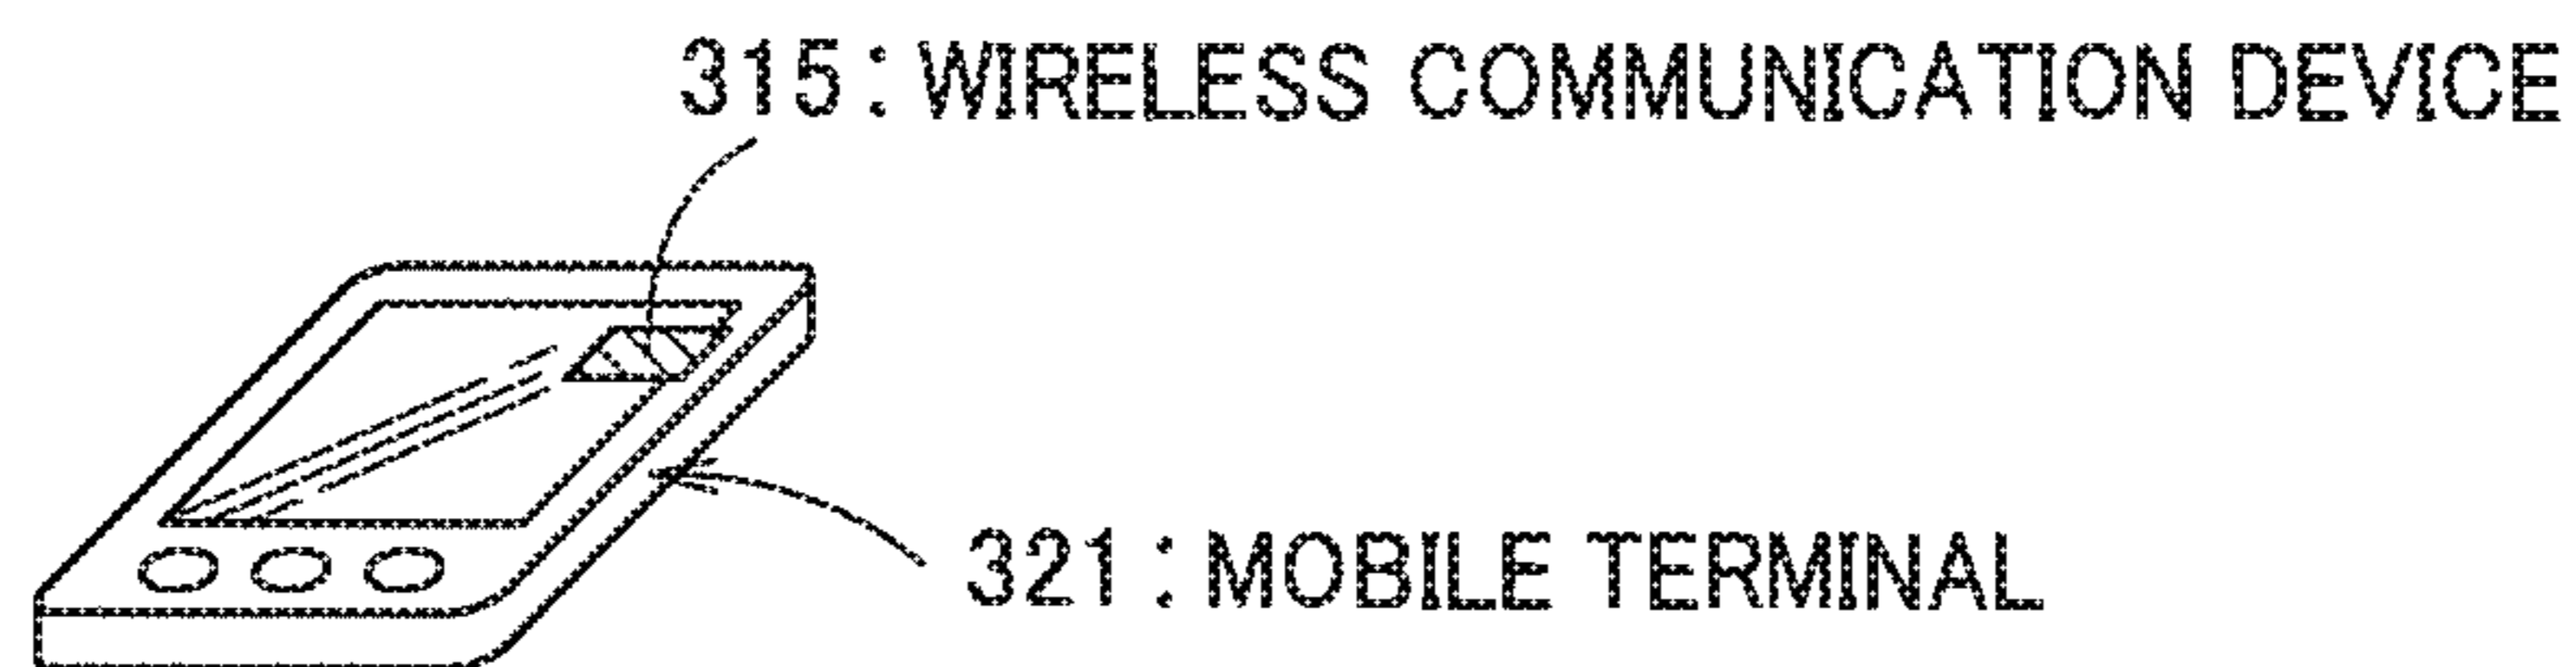 315: WIRELESS COMMUNICATION DEVICE
321: MOBILE TERMINAL